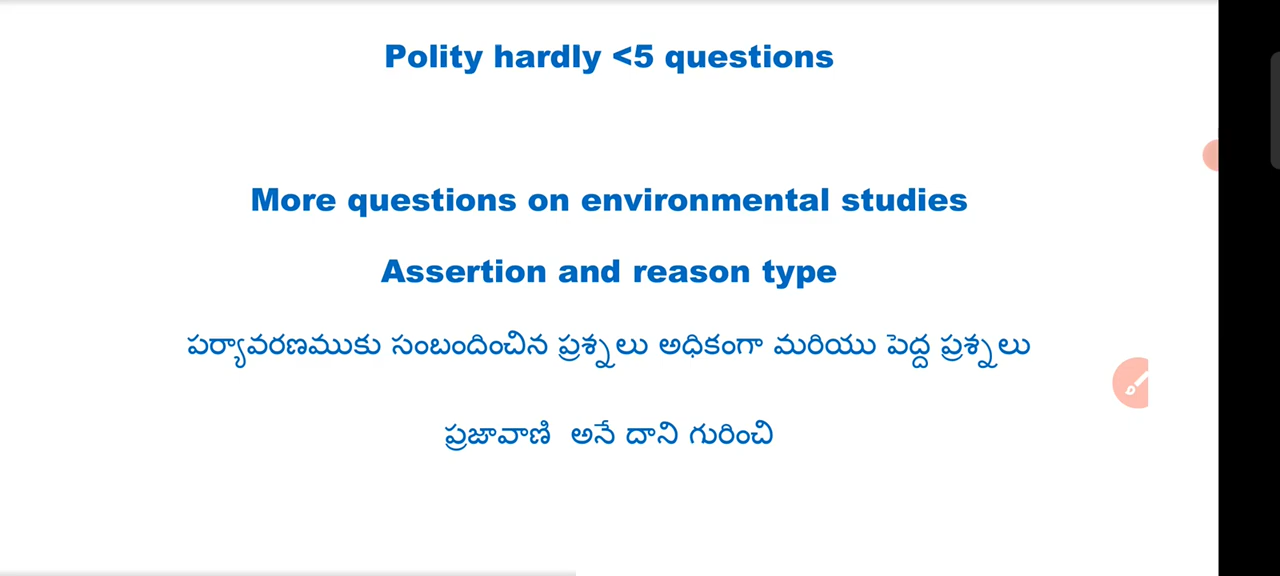 Polity hardly <5 questions
More questions on environmental studies
Assertion and reason type
పర్యావరణముకు సంబందించిన ప్రశ్నలు అధికంగా మరియు పెద్ద ప్రశ్నలు
ప్రజావాణి అనే దాని గురించి